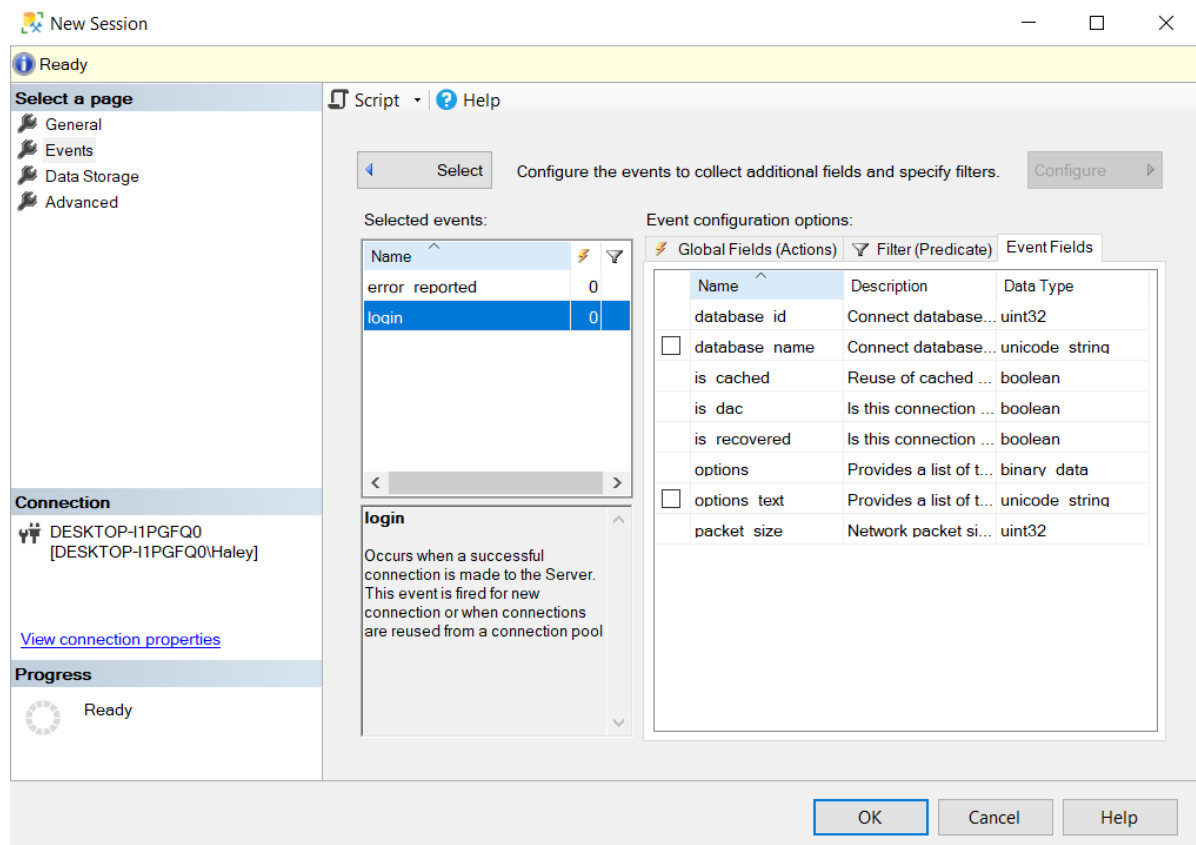 New Session
Ready
Select a page
General
Events
Data Storage
Advanced
Connection
DESKTOP-I1PGFQ0
[DESKTOP-I1PGFQ0\Haley]
View connection properties
Progress
Ready
Script Help
Select Configure the events to collect additional fields and specify filters. Configure
Selected events:
Name
error_reported 0
login 0
login
Occurs when a successful
connection is made to the Server.
This event is fired for new
connection or when connections
are reused from a connection pool
Event configuration options:
Global Fields (Actions) Filter (Predicate) Event Fields
Name Description Data Type
database_id Connect database... uint32
database_name Connect database... unicode_string
is_cached Reuse of cached ... boolean
is_dac Is this connection ... boolean
is_recovered Is this connection ... boolean
options Provides a list of t... binary_data
options_text Provides a list of t... unicode_string
packet_size Network packet si... uint32
OK Cancel Help